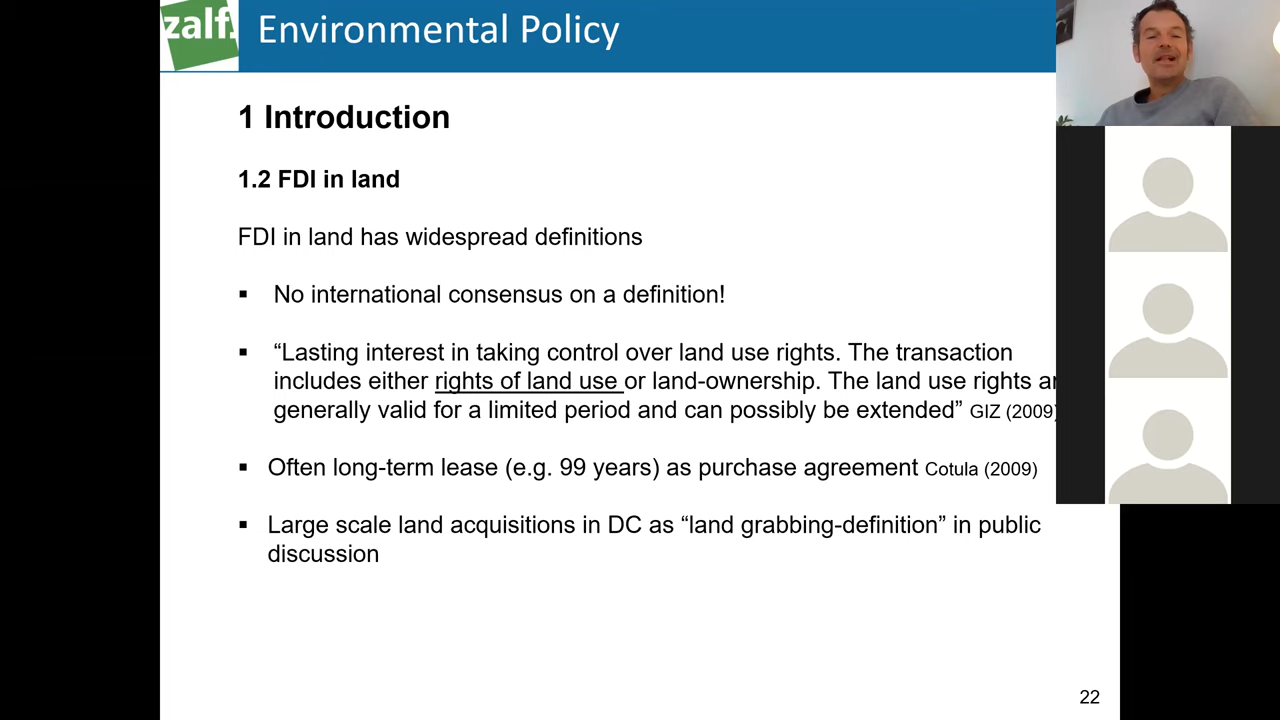 zalf.
Environmental Policy
1 Introduction
1.2 FDI in land
FDI in land has widespread definitions
▪ No international consensus on a definition!
▪ “Lasting interest in taking control over land use rights. The transaction
includes either rights of land use or land-ownership. The land use rights
generally valid for a limited period and can possibly be extended” GIZ (2009)
▪ Often long-term lease (e.g. 99 years) as purchase agreement Cotula (2009)
▪ Large scale land acquisitions in DC as “land grabbing-definition” in public
discussion
22